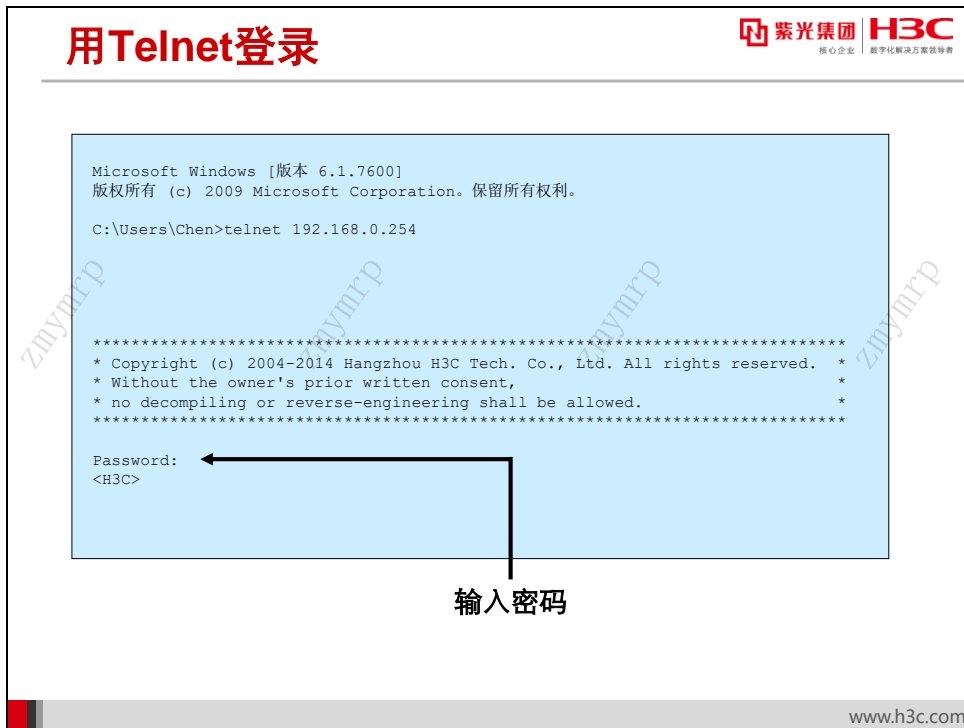 用Telnet登录
紫光集团 H3C
核心企业 数字化解决方案领导者
Microsoft Windows [版本 6.1.7600]
版权所有 (c) 2009 Microsoft Corporation。保留所有权利。
C:\Users\Chen>telnet 192.168.0.254
zmymrp zmymrp zmymrp zmymrp
******************************************************************************
* Copyright (c) 2004-2014 Hangzhou H3C Tech. Co., Ltd. All rights reserved.  *
* Without the owner's prior written consent,                                 *
* no decompiling or reverse-engineering shall be allowed.                    *
******************************************************************************
Password:
<H3C>
输入密码
www.h3c.com